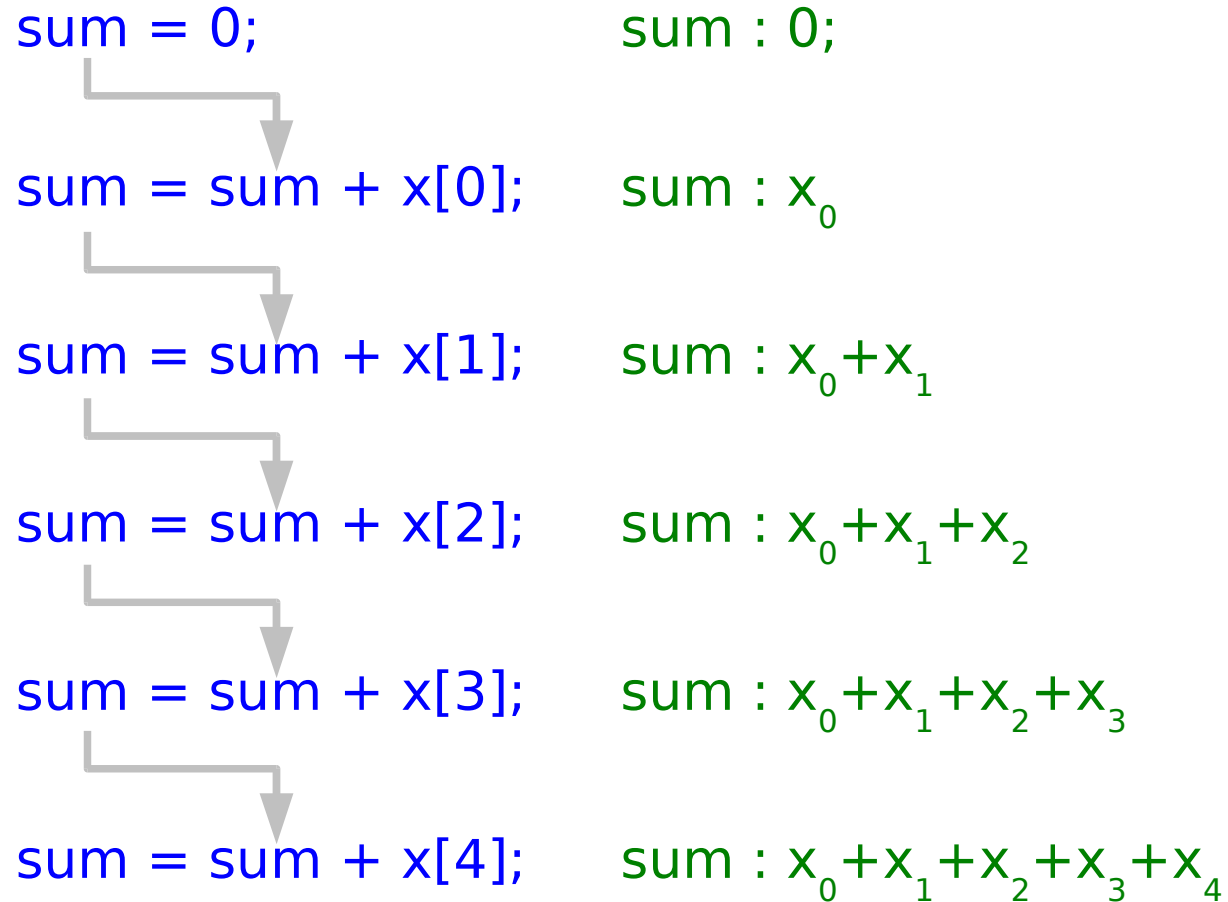 sum = 0; sum : 0;
sum = sum + x[0]; sum : x₀
sum = sum + x[1]; sum : x₀+x₁
sum = sum + x[2]; sum : x₀+x₁+x₂
sum = sum + x[3]; sum : x₀+x₁+x₂+x₃
sum = sum + x[4]; sum : x₀+x₁+x₂+x₃+x₄